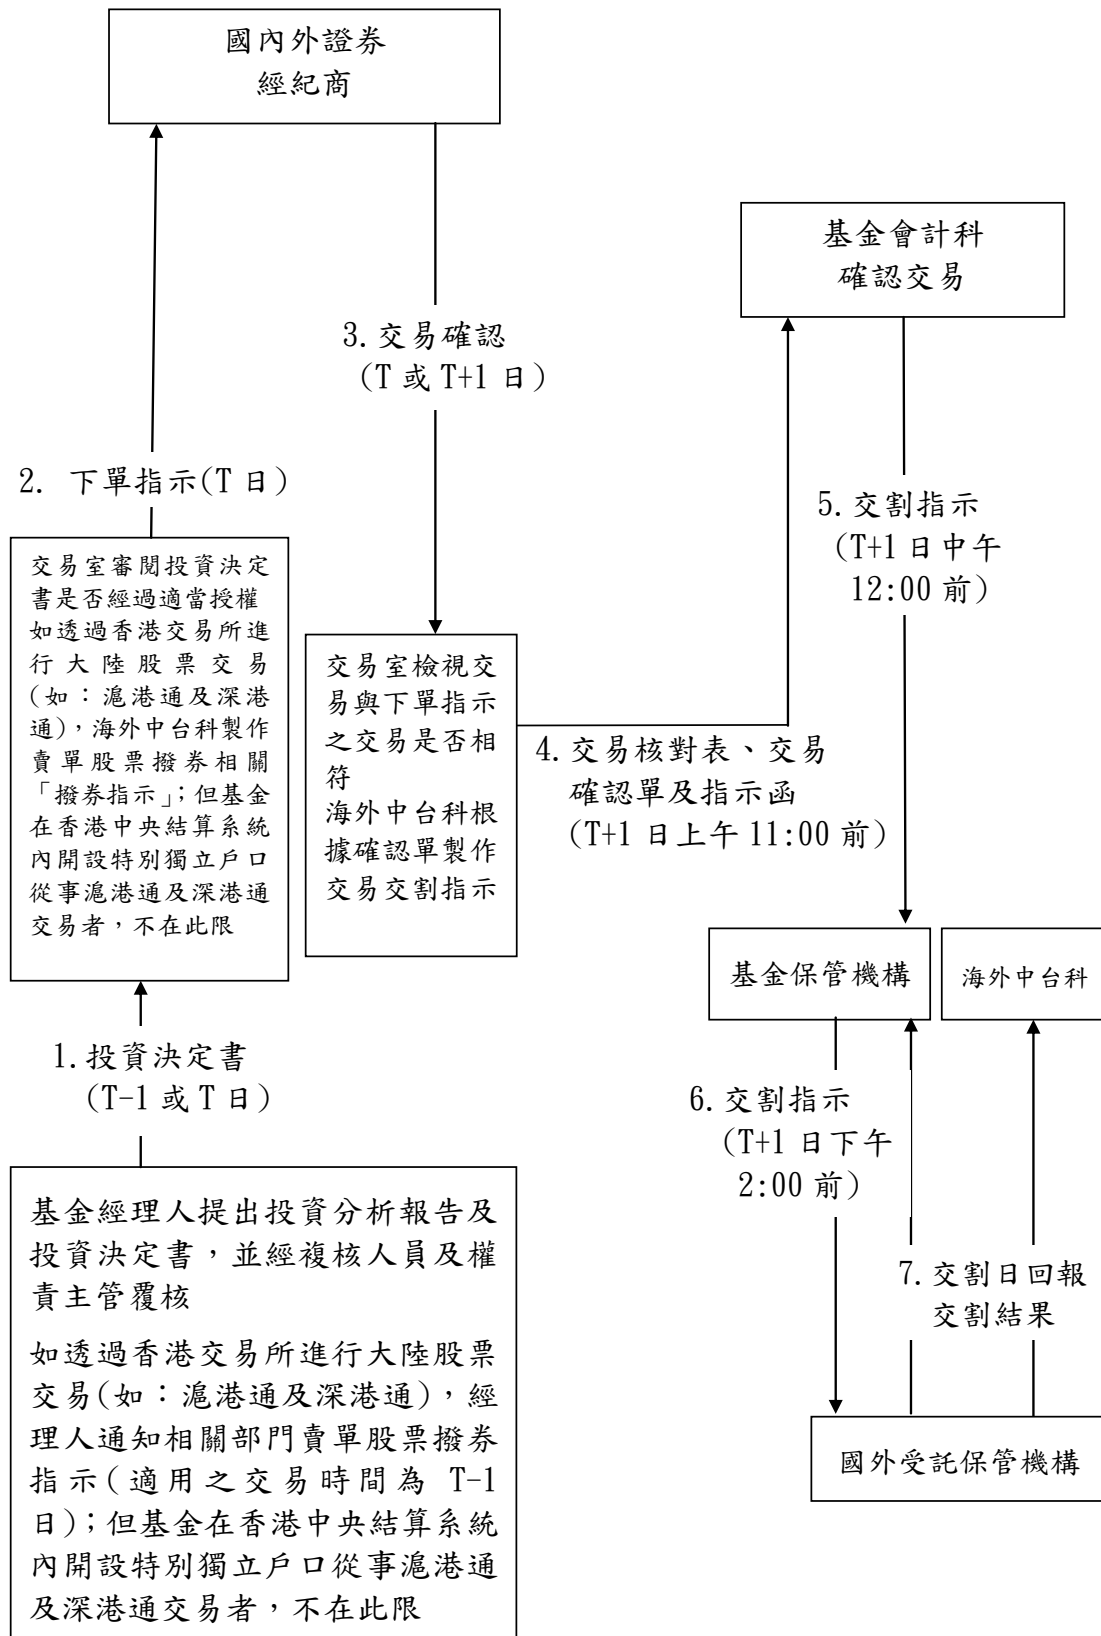 國內外證券
經紀商
基金會計科
確認交易
3.交易確認
(T 或 T+1 日)
2. 下單指示(T 日)
5.交割指示
(T+1 日中午
12:00 前)
交易室審閱投資決定
書是否經過適當授權
如透過香港交易所進
行大陸股票交易
(如：滬港通及深港
通)，海外中台科製作
賣單股票撥券相關
「撥券指示」；但基金
在香港中央結算系統
內開設特別獨立戶口
從事滬港通及深港通
交易者，不在此限
交易室檢視交
易與下單指示
之交易是否相
符
海外中台科根
據確認單製作
交易交割指示
4.交易核對表、交易
確認單及指示函
(T+1 日上午 11:00 前)
基金保管機構
海外中台科
1.投資決定書
(T-1 或 T 日)
6.交割指示
(T+1 日下午
2:00 前)
基金經理人提出投資分析報告及
投資決定書，並經複核人員及權
責主管覆核
如透過香港交易所進行大陸股票
交易(如：滬港通及深港通)，經
理人通知相關部門賣單股票撥券
指示(適用之交易時間為 T-1
日)；但基金在香港中央結算系統
內開設特別獨立戶口從事滬港通
及深港通交易者，不在此限
7.交割日回報
交割結果
國外受託保管機構